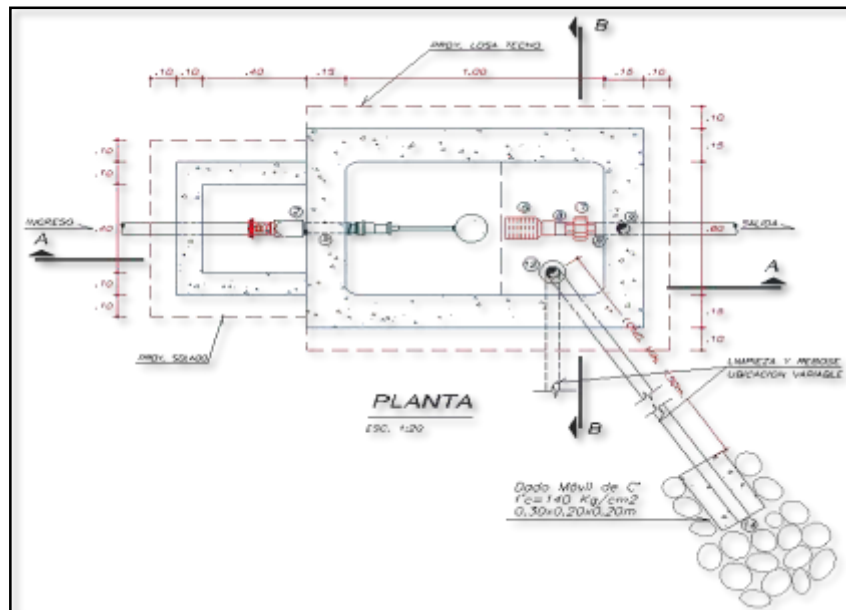 B
PROY. LOSA TECHO
.10 .10 .40 .15 1.00 .15 .10
.10
.15
.10
.10
INGRESO
.40
A
.10
.10
SALIDA
.60
A
.15
.10
PROY. SOLADO
LIMPIEZA Y REBOSE
UBICACION VARIABLE
PLANTA
ESC. 1:20
B
Dado Móvil de C°
f'c=140 Kg/cm2
0.30x0.20x0.20m